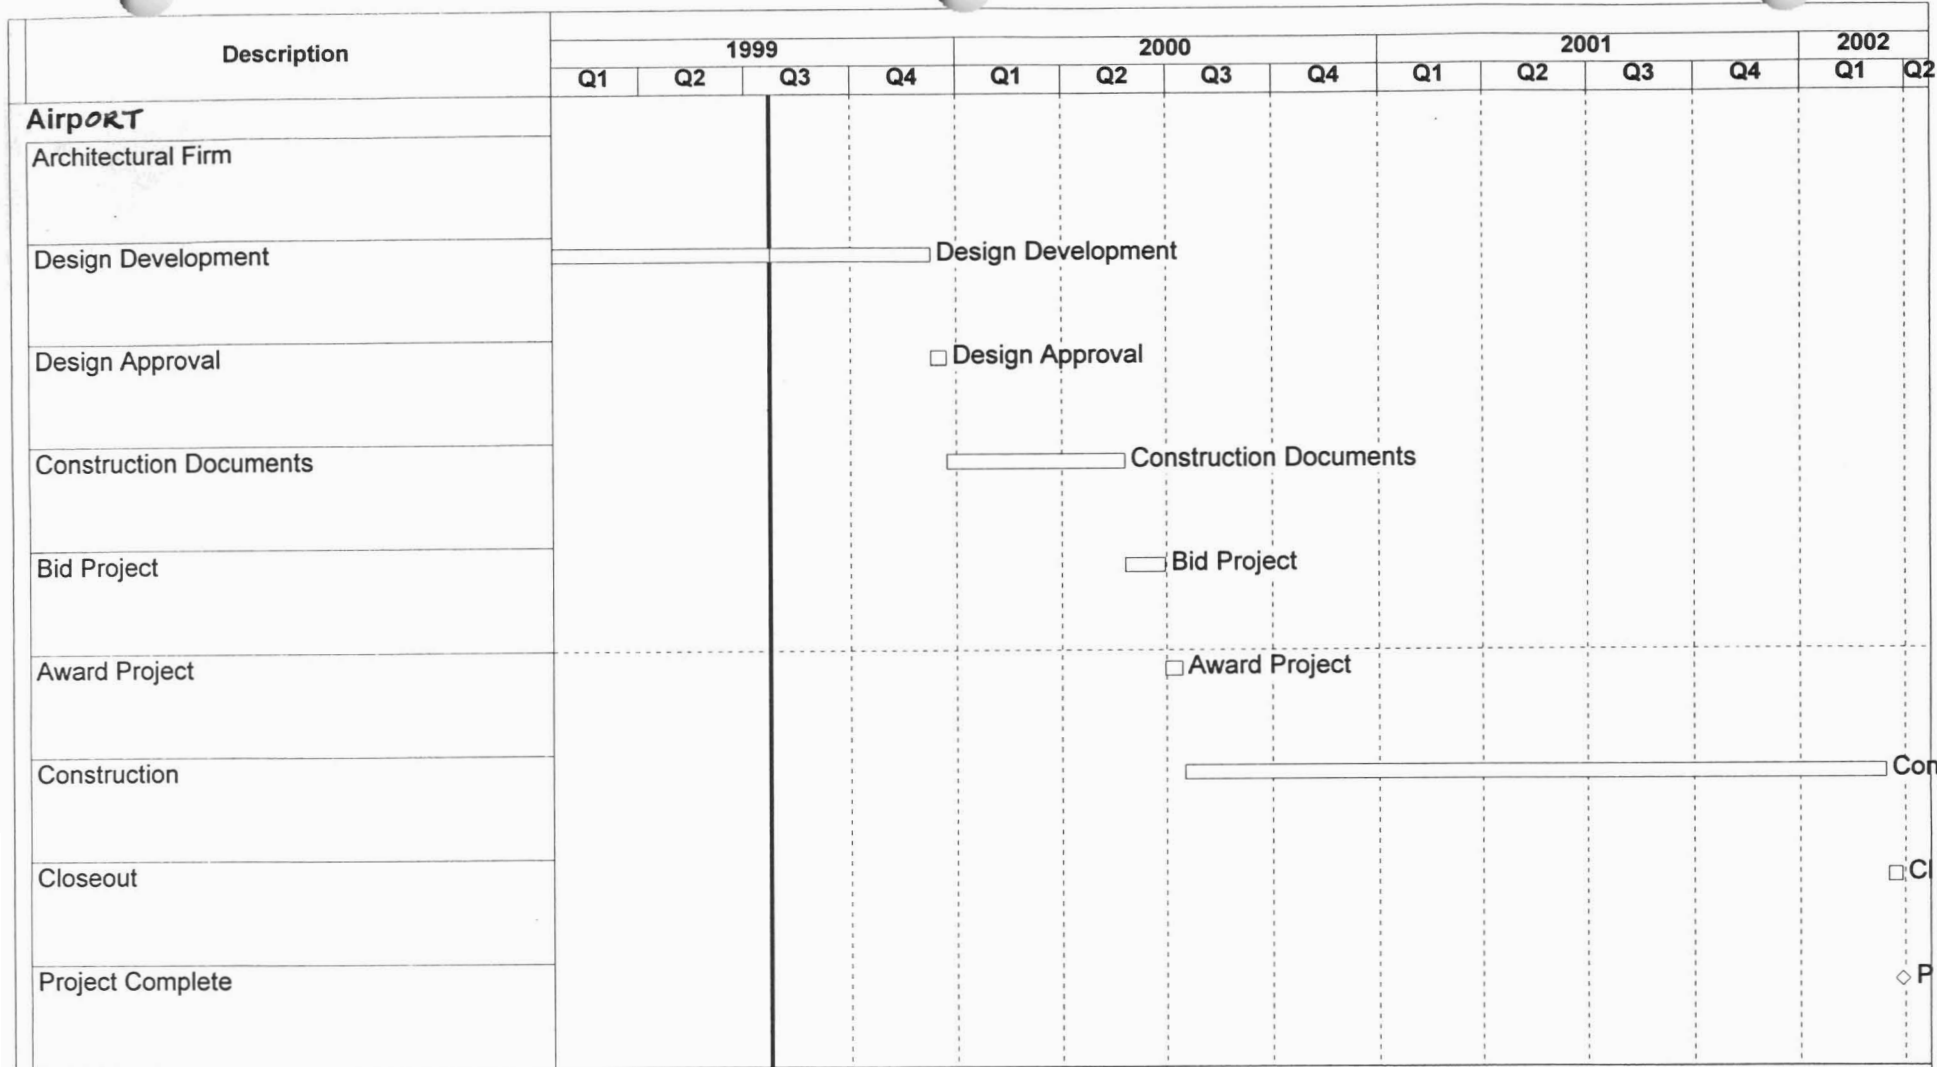 Description
1999 2000 2001 2002
Q1 Q2 Q3 Q4 Q1 Q2 Q3 Q4 Q1 Q2 Q3 Q4 Q1 Q2
AirpORT
Architectural Firm
Design Development Design Development
Design Approval Design Approval
Construction Documents Construction Documents
Bid Project Bid Project
Award Project Award Project
Construction Con
Closeout Cl
Project Complete P